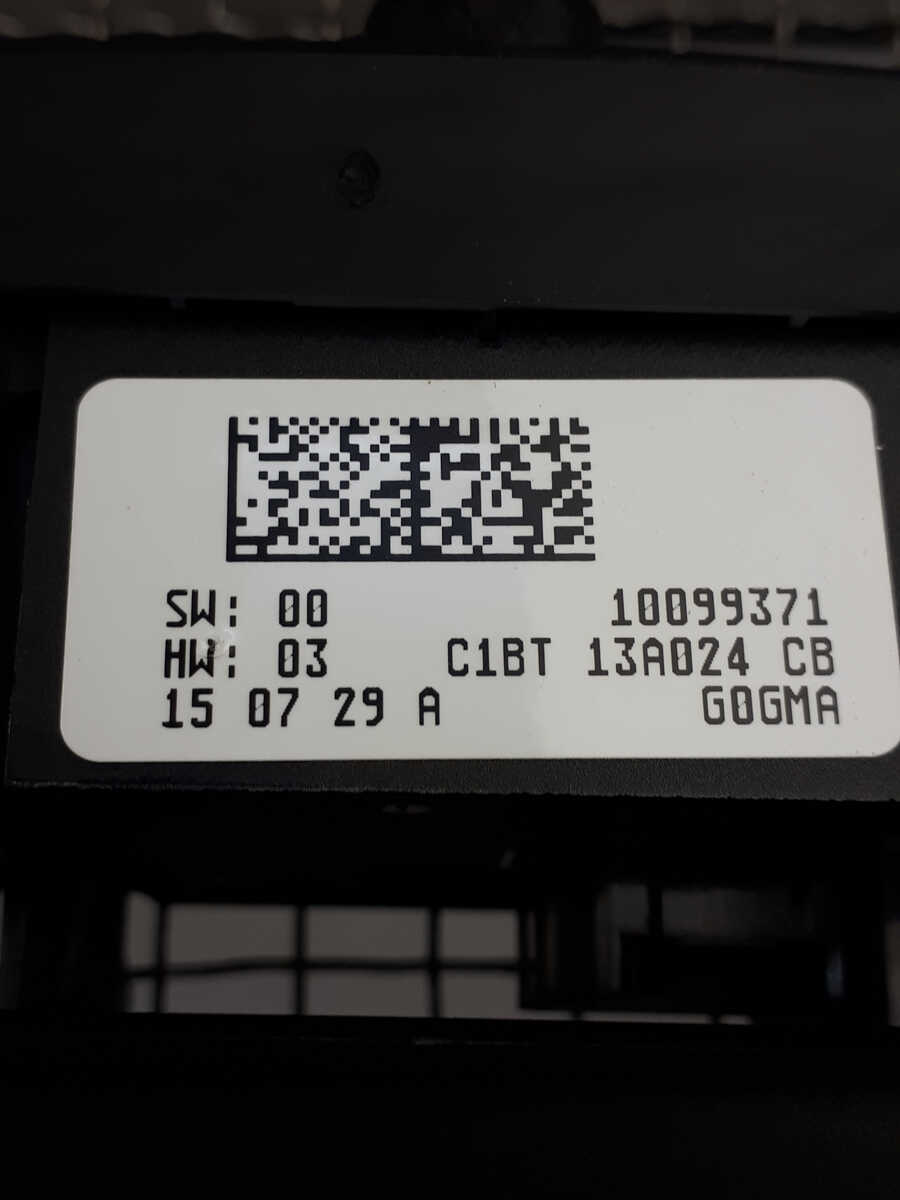 SW: 00 10099371
HW: 03 C1BT 13A024 CB
15 07 29 A G0GMA